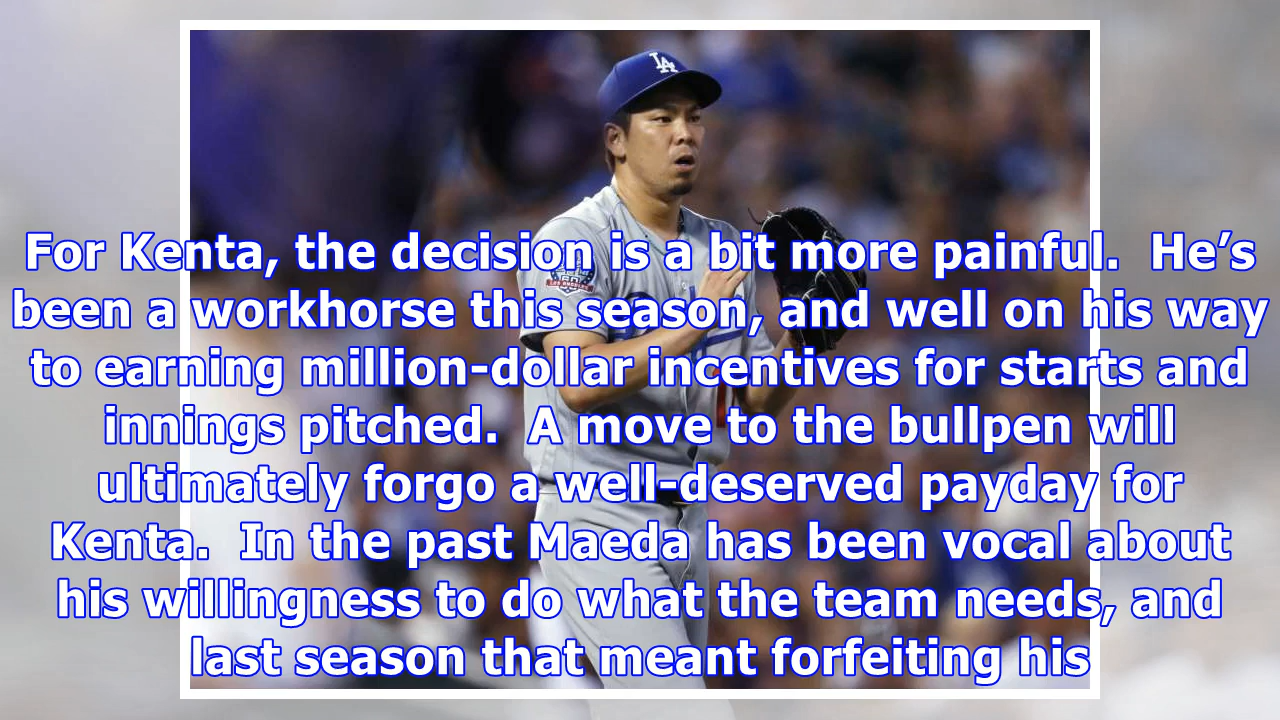 LA
For Kenta, the decision is a bit more painful.  He’s
been a workhorse this season, and well on his way
to earning million-dollar incentives for starts and
innings pitched.  A move to the bullpen will
ultimately forgo a well-deserved payday for
Kenta.  In the past Maeda has been vocal about
his willingness to do what the team needs, and
last season that meant forfeiting his